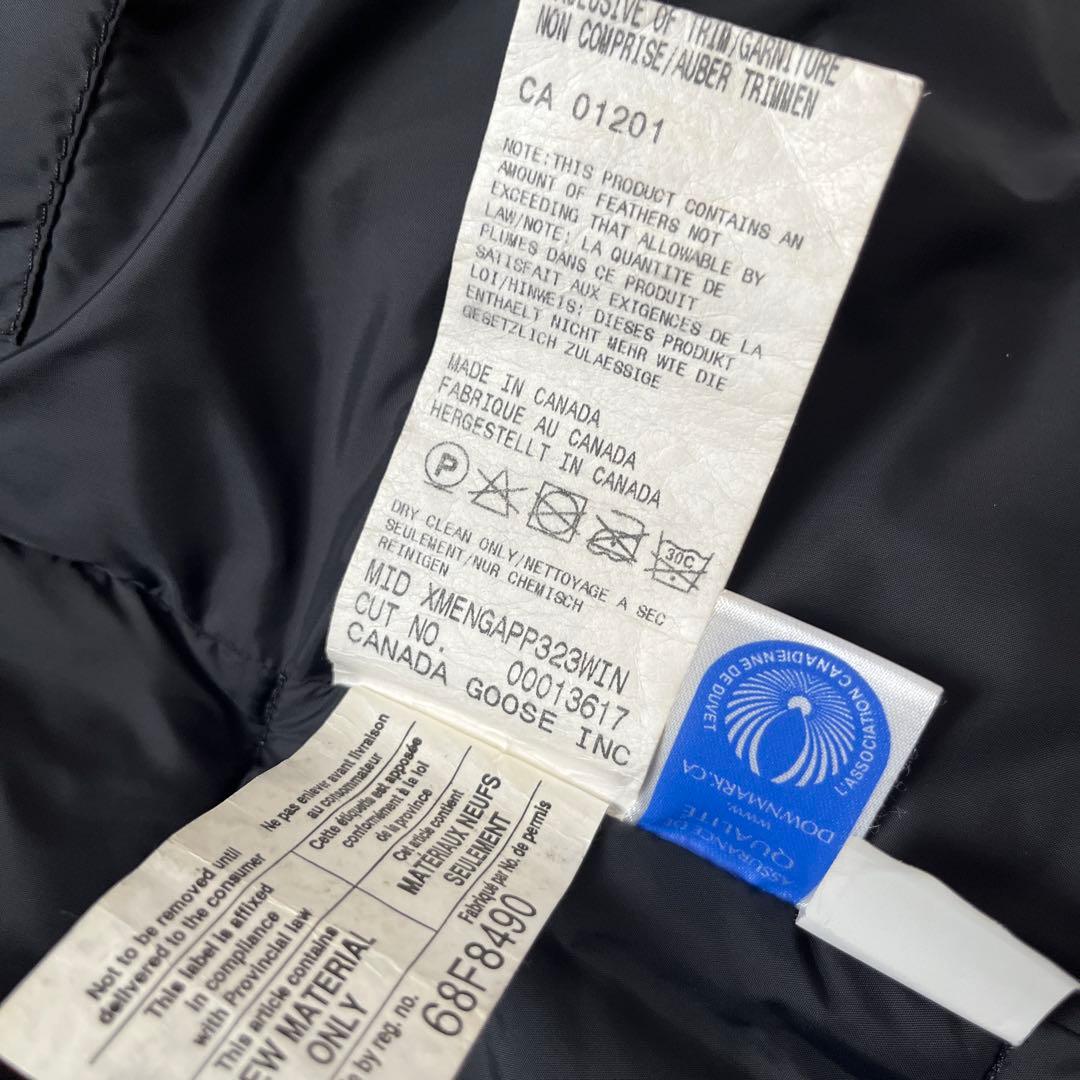 EXCLUSIVE OF TRIM/GARNITURE
NON COMPRISE/AUBER TRIMMEN
CA 01201
NOTE:THIS PRODUCT CONTAINS AN
AMOUNT OF FEATHERS NOT
EXCEEDING THAT ALLOWABLE BY
LAW/NOTE: LA QUANTITE DE
PLUMES DANS CE PRODUIT
SATISFAIT AUX EXIGENCES DE LA
LOI/HINWEIS: DIESES PRODUKT
ENTHAELT NICHT MEHR WIE DIE
GESETZLICH ZULAESSIGE
MADE IN CANADA
FABRIQUE AU CANADA
HERGESTELLT IN CANADA
P
30C
DRY CLEAN ONLY/NETTOYAGE A SEC
SEULEMENT/NUR CHEMISCH
REINIGEN
MID XMENGAPP323WIN
CUT NO. 00013617
CANADA GOOSE INC
L'ASSOCIATION CANADIENNE DE DUVET
WWW.
DOWNMARK.CA
ASSURANCE DE
QUALITÉ
Ne pas enlever avant livraison
au consommateur
Cette étiquette est apposée
conformément à la loi
de la province
Cet article contient
MATÉRIAUX NEUFS
SEULEMENT
Fabriqué par No. de permis
68F8490
Not to be removed until
delivered to the consumer
This label is affixed
in compliance
with Provincial law
This article contains
NEW MATERIAL
ONLY
by reg. no.